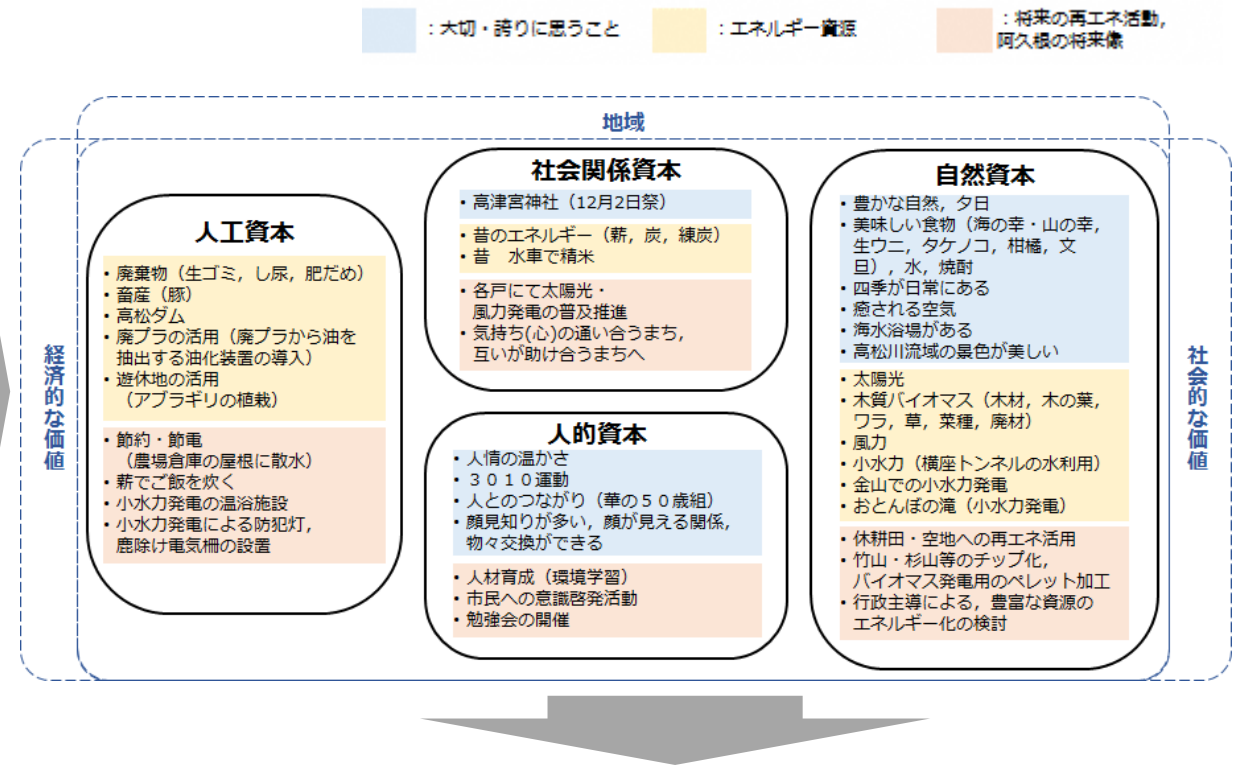 ：大切・誇りに思うこと
：エネルギー資源
：将来の再エネ活動，
阿久根の将来像
地域
経済的な価値
社会的な価値
人工資本
・廃棄物（生ゴミ，し尿，肥だめ）
・畜産（豚）
・高松ダム
・廃プラの活用（廃プラから油を
抽出する油化装置の導入）
・遊休地の活用
（アブラギリの植栽）
・節約・節電
（農場倉庫の屋根に散水）
・薪でご飯を炊く
・小水力発電の温浴施設
・小水力発電による防犯灯，
鹿除け電気柵の設置
社会関係資本
・高津宮神社（12月2日祭）
・昔のエネルギー（薪，炭，練炭）
・昔　水車で精米
・各戸にて太陽光・
風力発電の普及推進
・気持ち(心)の通い合うまち，
互いが助け合うまちへ
人的資本
・人情の温かさ
・３０１０運動
・人とのつながり（華の５０歳組）
・顔見知りが多い，顔が見える関係，
物々交換ができる
・人材育成（環境学習）
・市民への意識啓発活動
・勉強会の開催
自然資本
・豊かな自然，夕日
・美味しい食物（海の幸・山の幸，
生ウニ，タケノコ，柑橘，文
旦），水，焼酎
・四季が日常にある
・癒される空気
・海水浴場がある
・高松川流域の景色が美しい
・太陽光
・木質バイオマス（木材，木の葉，
ワラ，草，菜種，廃材）
・風力
・小水力（横座トンネルの水利用）
・金山での小水力発電
・おとんぼの滝（小水力発電）
・休耕田・空地への再エネ活用
・竹山・杉山等のチップ化，
バイオマス発電用のペレット加工
・行政主導による，豊富な資源の
エネルギー化の検討